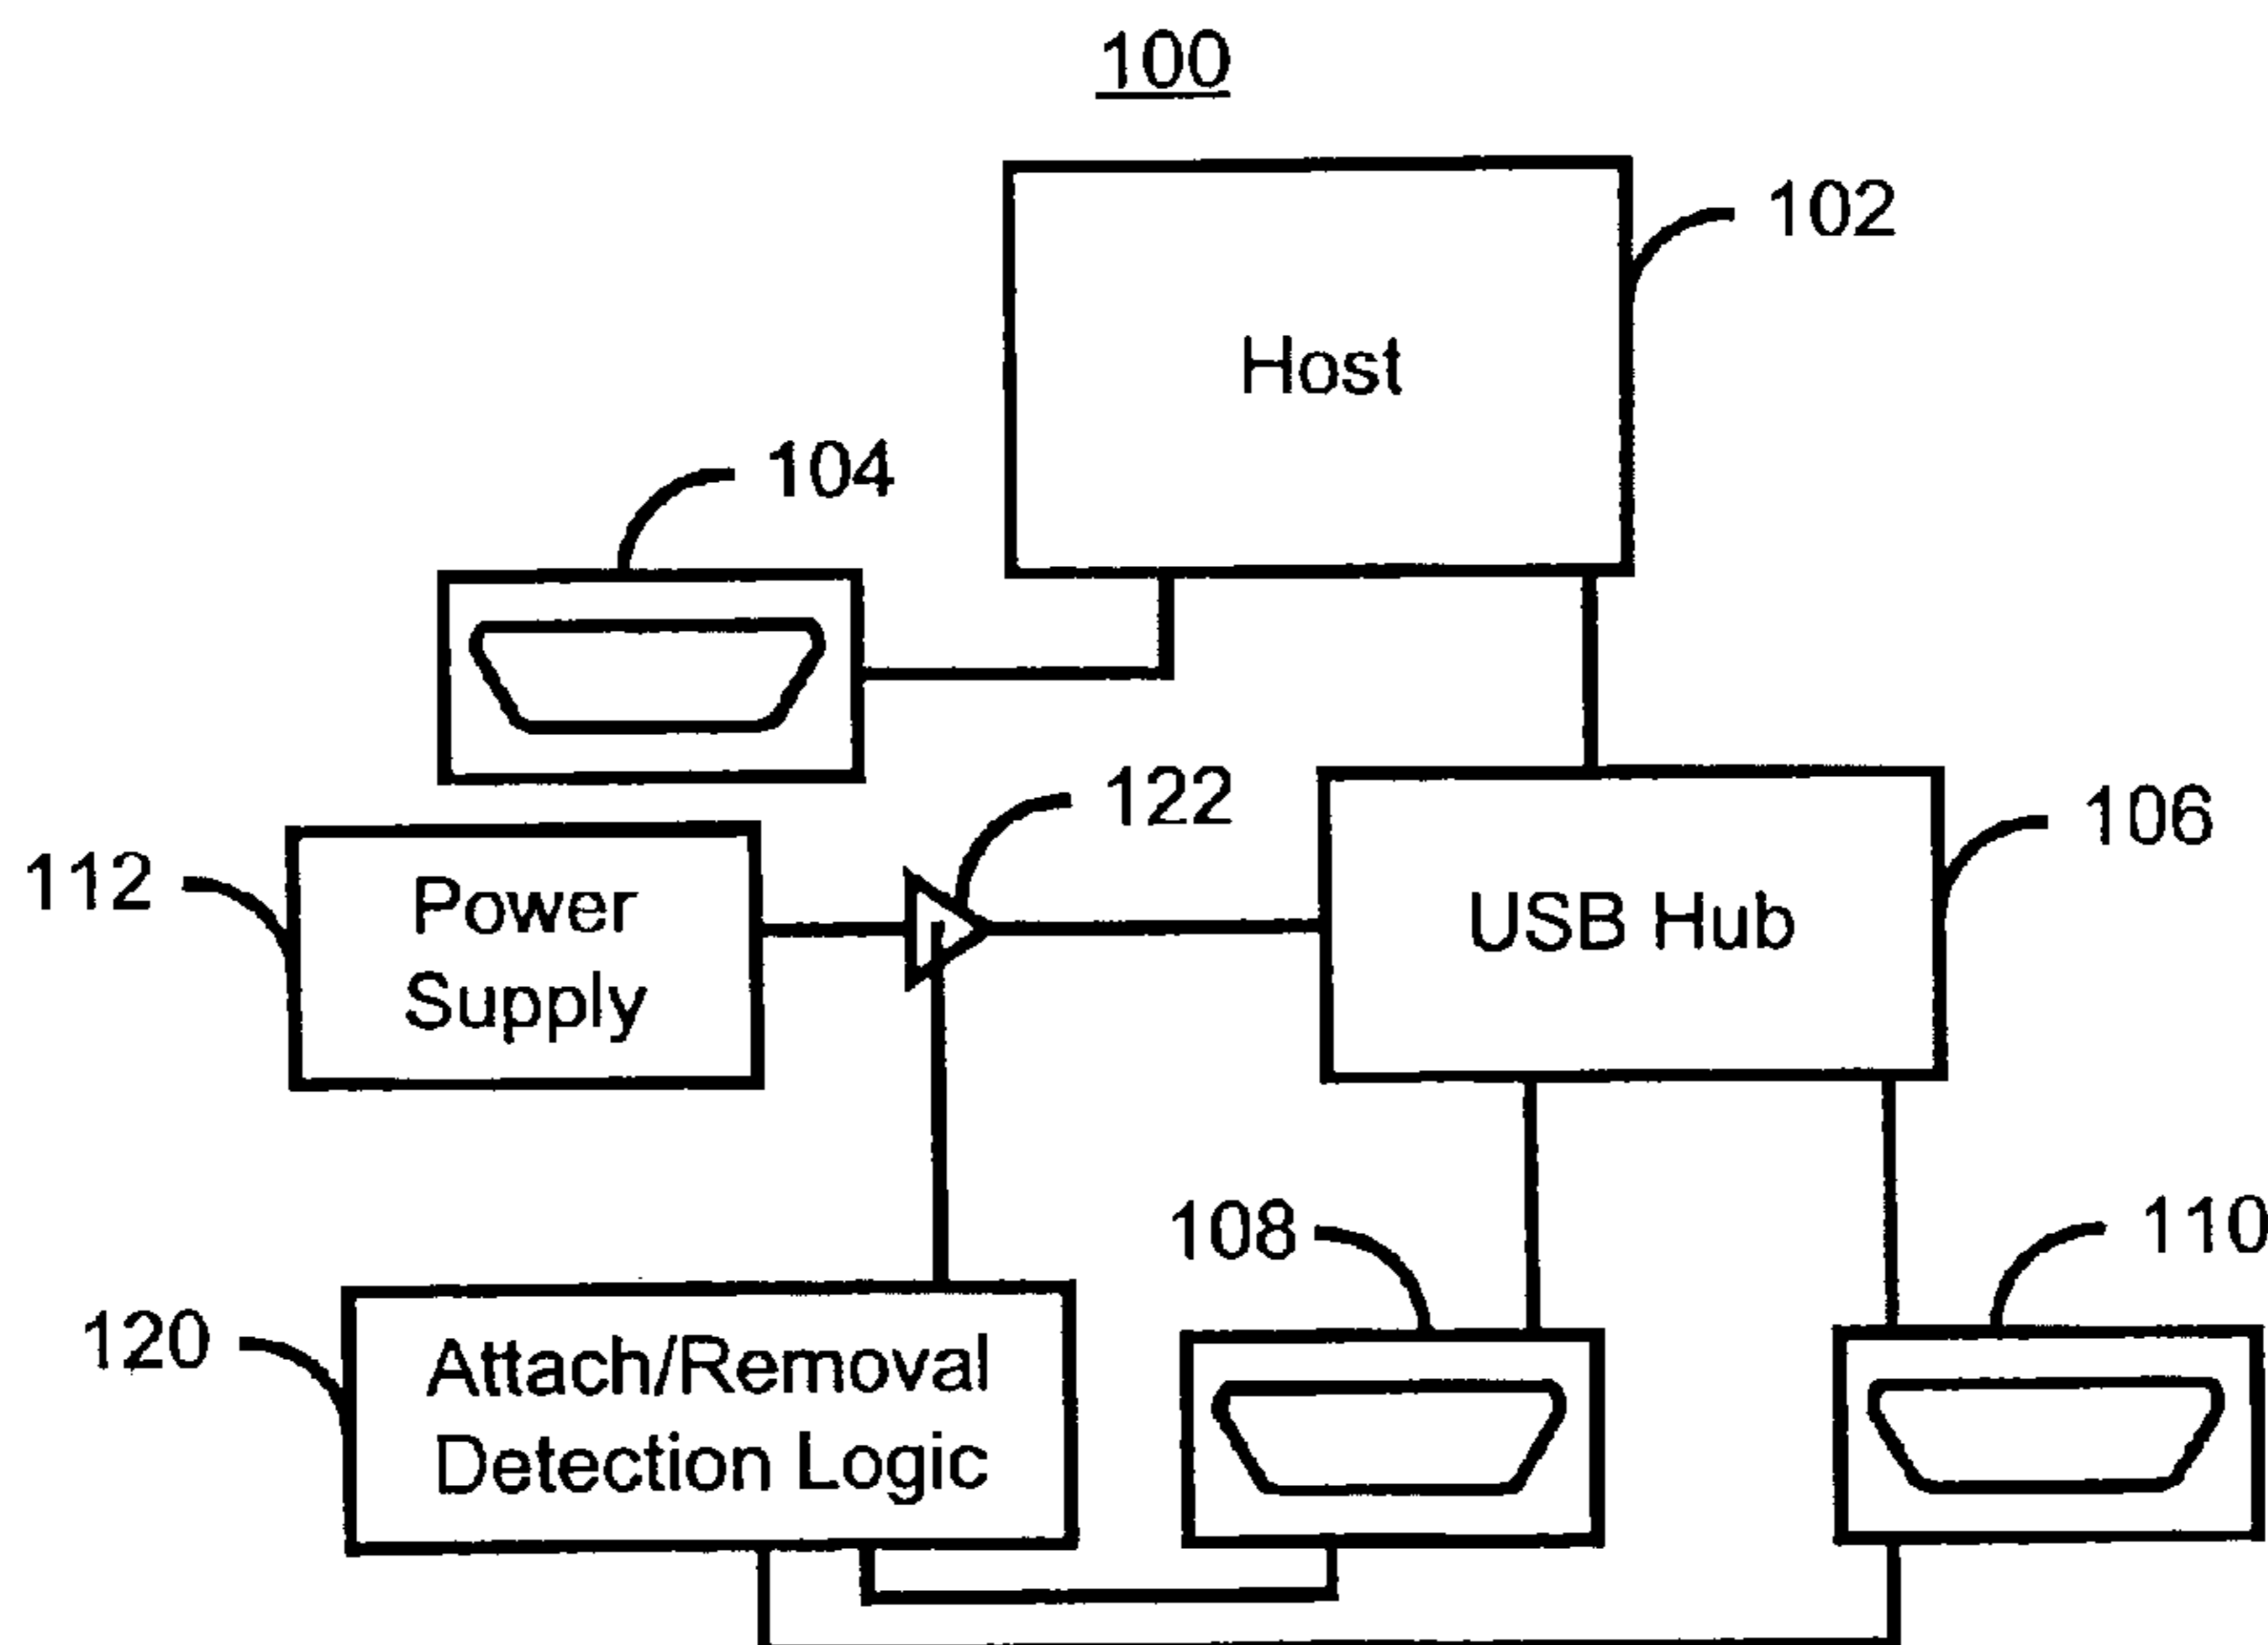 100
102
Host
104
122
106
112
Power
Supply
USB Hub
108
110
120
Attach/Removal
Detection Logic